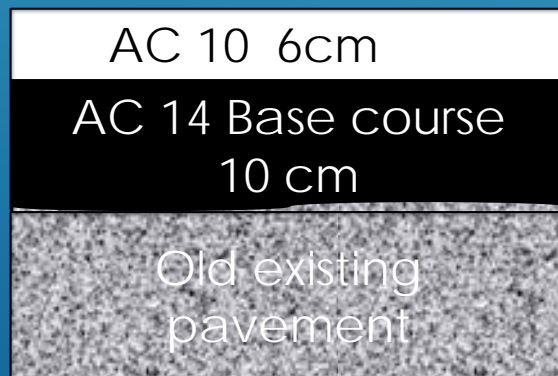 AC 10 6cm
AC 14 Base course
10 cm
Old existing
pavement